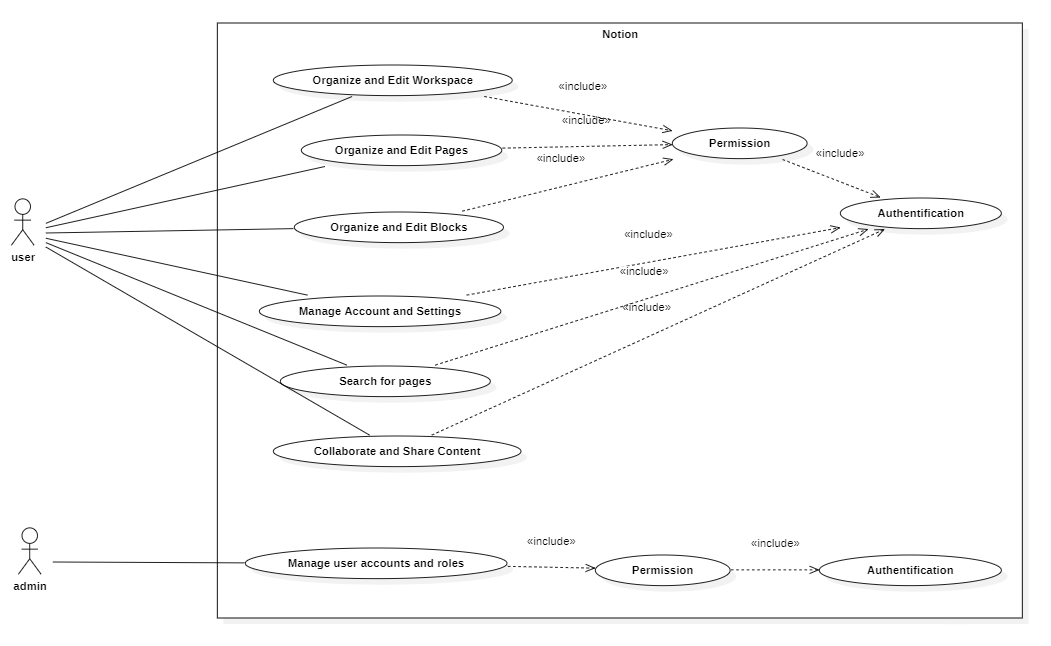 Notion
Organize and Edit Workspace
«include»
«include»
Organize and Edit Pages
Permission
«include»
«include»
Authentification
Organize and Edit Blocks
user
«include»
«include»
Manage Account and Settings
«include»
Search for pages
Collaborate and Share Content
«include»
«include»
Manage user accounts and roles
Permission
Authentification
admin